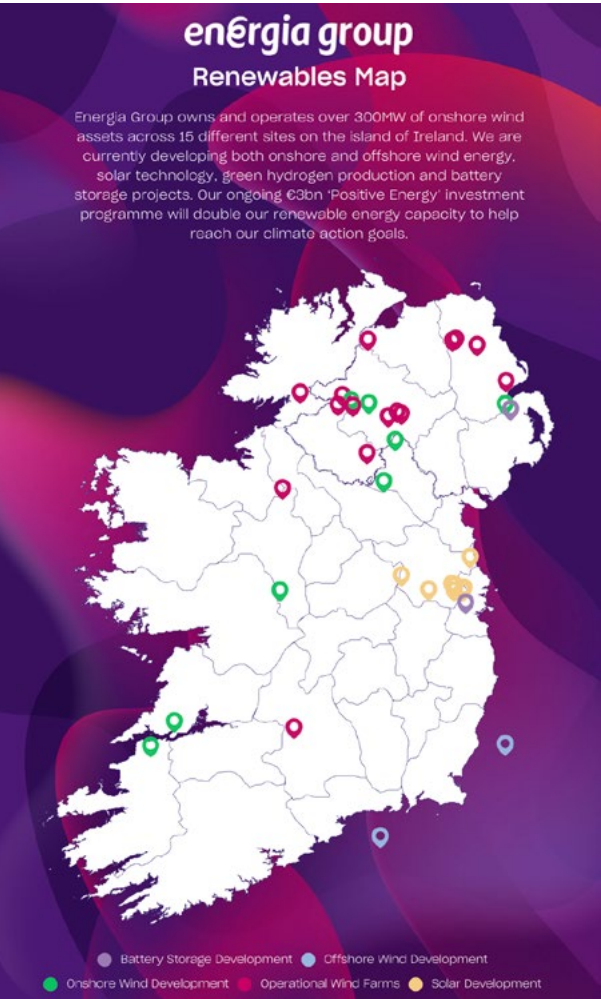 enérgia group
Renewables Map
Energia Group owns and operates over 300MW of onshore wind
assets across 15 different sites on the island of Ireland. We are
currently developing both onshore and offshore wind energy,
solar technology, green hydrogen production and battery
storage projects. Our ongoing €3bn ‘Positive Energy’ investment
programme will double our renewable energy capacity to help
reach our climate action goals.
Battery Storage Development Offshore Wind Development
Onshore Wind Development Operational Wind Farms Solar Development